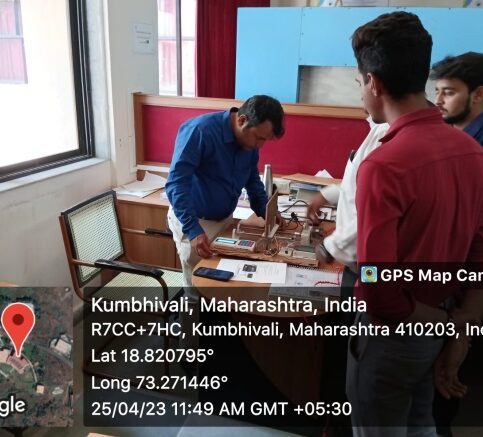 GPS Map Cam
Kumbhivali, Maharashtra, India
R7CC+7HC, Kumbhivali, Maharashtra 410203, Ind
Lat 18.820795°
Long 73.271446°
25/04/23 11:49 AM GMT +05:30
gle